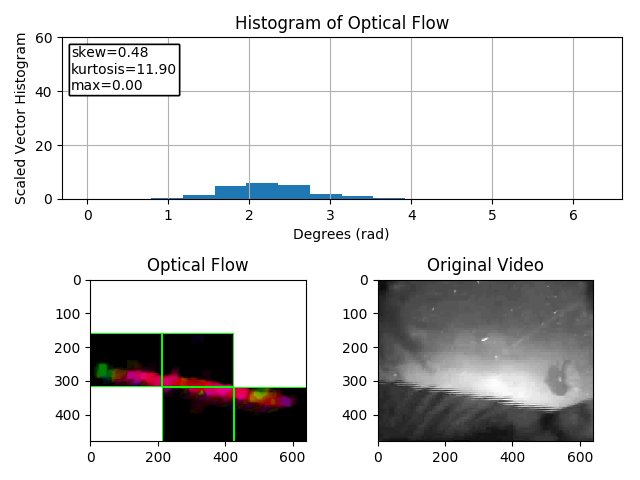 Histogram of Optical Flow
Scaled Vector Histogram
60
40
20
0
skew=0.48
kurtosis=11.90
max=0.00
0 1 2 3 4 5 6
Degrees (rad)
Optical Flow
0
100
200
300
400
0 200 400 600
Original Video
0
100
200
300
400
0 200 400 600